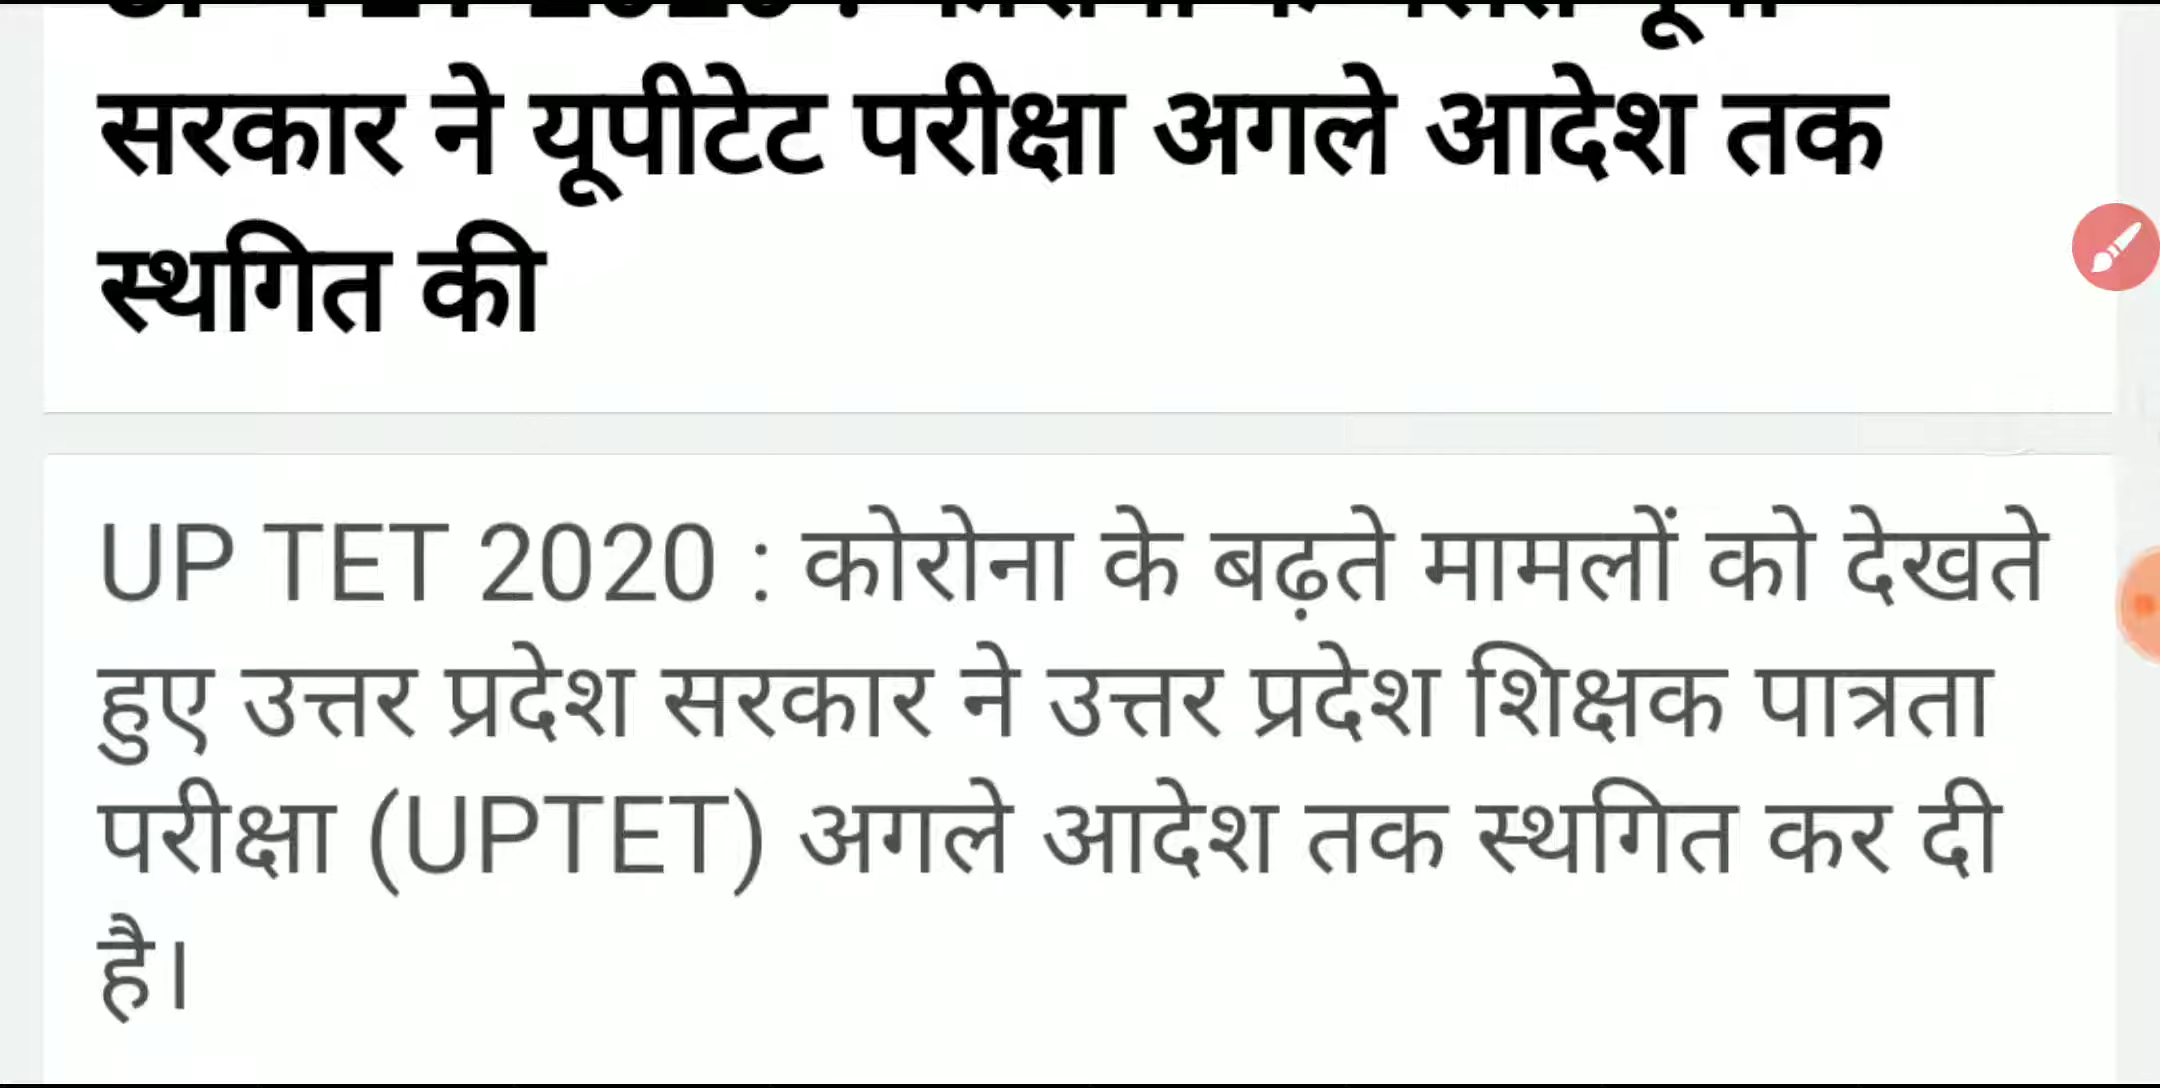 सरकार ने यूपीटेट परीक्षा अगले आदेश तक
स्थगित की
UP TET 2020 : कोरोना के बढ़ते मामलों को देखते
हुए उत्तर प्रदेश सरकार ने उत्तर प्रदेश शिक्षक पात्रता
परीक्षा (UPTET) अगले आदेश तक स्थगित कर दी
है।